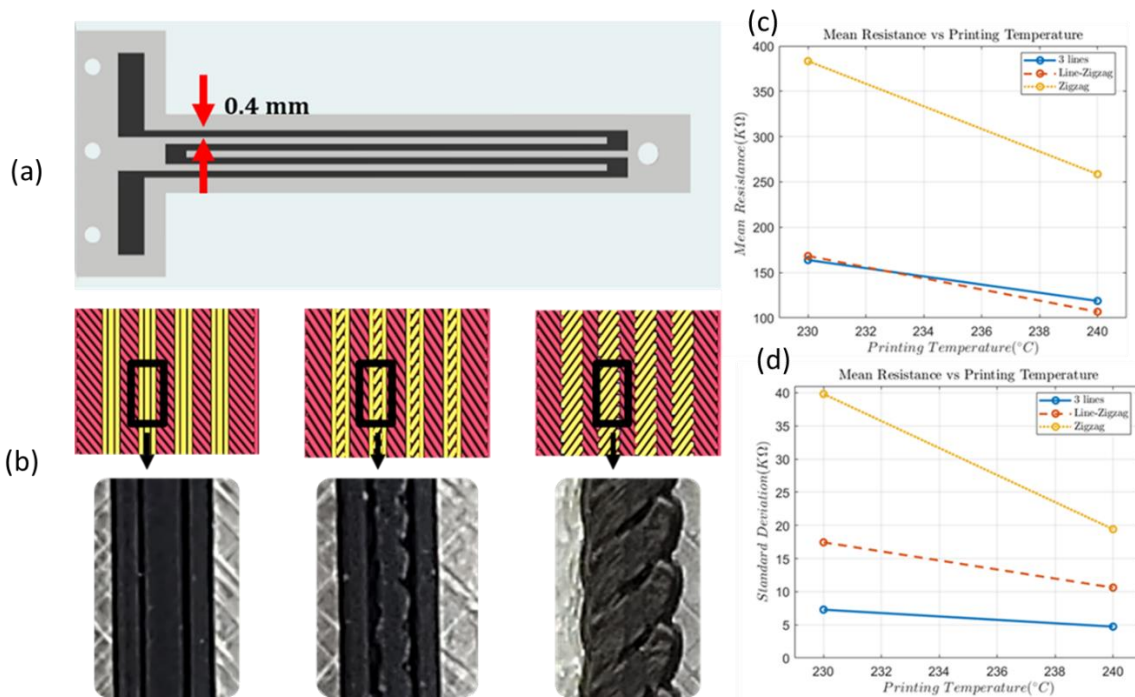 (a)
0.4 mm
(b)
(c)
Mean Resistance vs Printing Temperature
3 lines
Line-Zigzag
Zigzag
Mean Resistance(KΩ)
400
350
300
250
200
150
100
230 232 234 236 238 240
Printing Temperature(°C)
(d)
Mean Resistance vs Printing Temperature
3 lines
Line-Zigzag
Zigzag
Standard Deviation(KΩ)
40
35
30
25
20
15
10
5
0
230 232 234 236 238 240
Printing Temperature(°C)